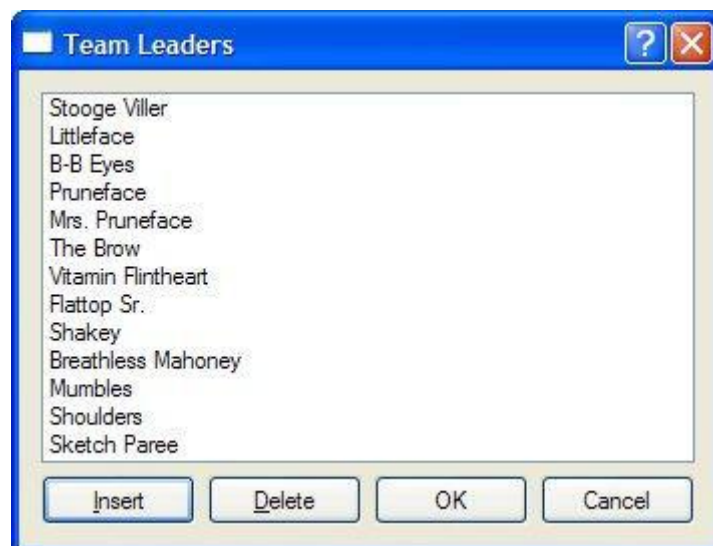 Team Leaders
Stooge Viller
Littleface
B-B Eyes
Pruneface
Mrs. Pruneface
The Brow
Vitamin Flintheart
Flattop Sr.
Shakey
Breathless Mahoney
Mumbles
Shoulders
Sketch Paree
Insert Delete OK Cancel